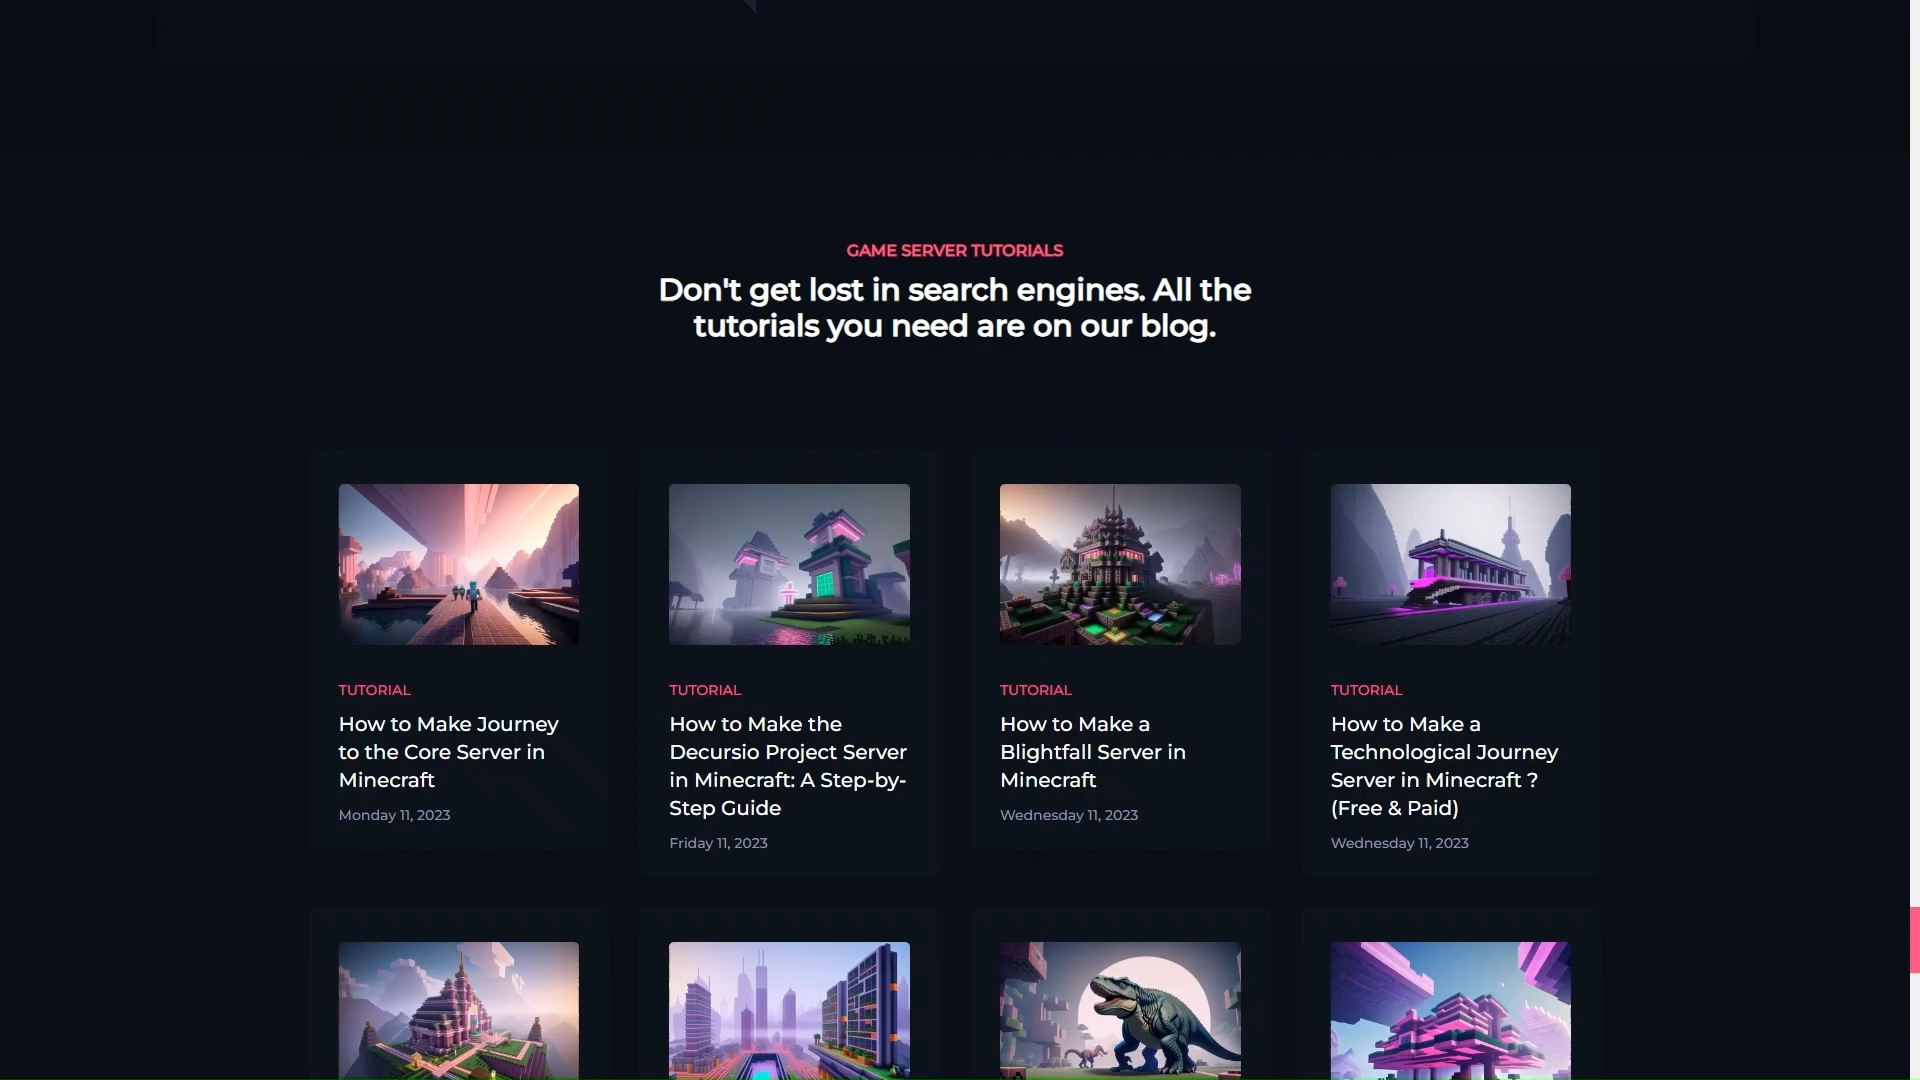 GAME SERVER TUTORIALS
Don't get lost in search engines. All the
tutorials you need are on our blog.
TUTORIAL
How to Make Journey
to the Core Server in
Minecraft
Monday 11, 2023
TUTORIAL
How to Make the
Decursio Project Server
in Minecraft: A Step-by-
Step Guide
Friday 11, 2023
TUTORIAL
How to Make a
Blightfall Server in
Minecraft
Wednesday 11, 2023
TUTORIAL
How to Make a
Technological Journey
Server in Minecraft ?
(Free & Paid)
Wednesday 11, 2023